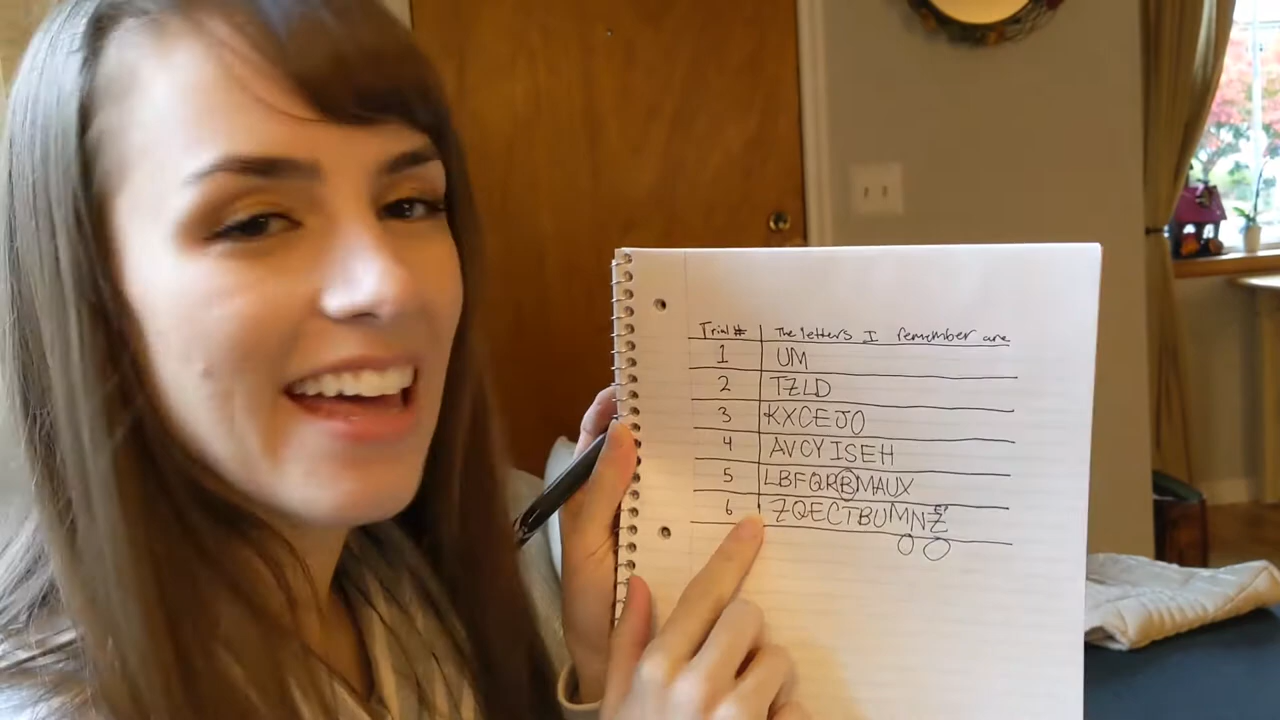 Trial # The letters I remember are
1 UM
2 TZLD
3 KXCEJO
4 AVCYISEH
5 LBFQRBMAUX
6 ZQECTBUMNZ